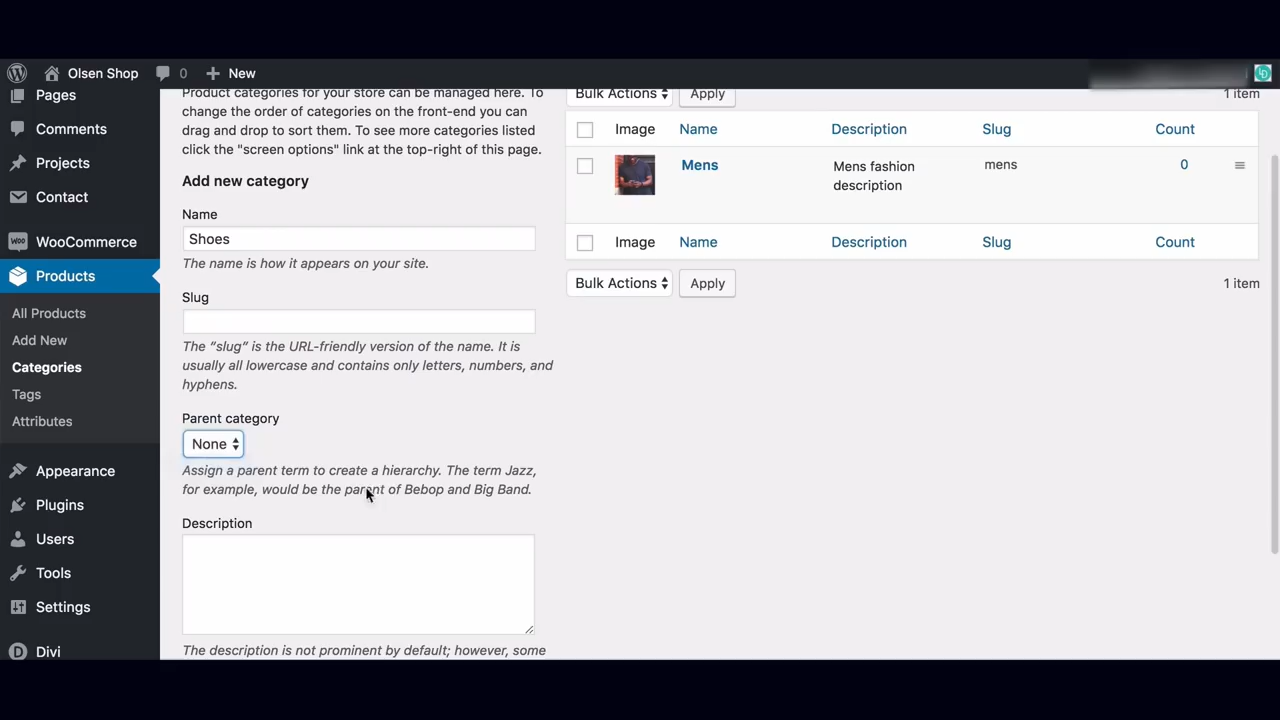 Olsen Shop 0 New
Pages
Comments
Projects
Contact
WooCommerce
Products
All Products
Add New
Categories
Tags
Attributes
Appearance
Plugins
Users
Tools
Settings
Divi
Product categories for your store can be managed here. To
change the order of categories on the front-end you can
drag and drop to sort them. To see more categories listed
click the "screen options" link at the top-right of this page.
Add new category
Name
Shoes
The name is how it appears on your site.
Slug
The “slug” is the URL-friendly version of the name. It is
usually all lowercase and contains only letters, numbers, and
hyphens.
Parent category
None
Assign a parent term to create a hierarchy. The term Jazz,
for example, would be the parent of Bebop and Big Band.
Description
The description is not prominent by default; however, some
Bulk Actions Apply 1 item
Image Name Description Slug Count
Mens Mens fashion mens 0
description
Image Name Description Slug Count
Bulk Actions Apply 1 item